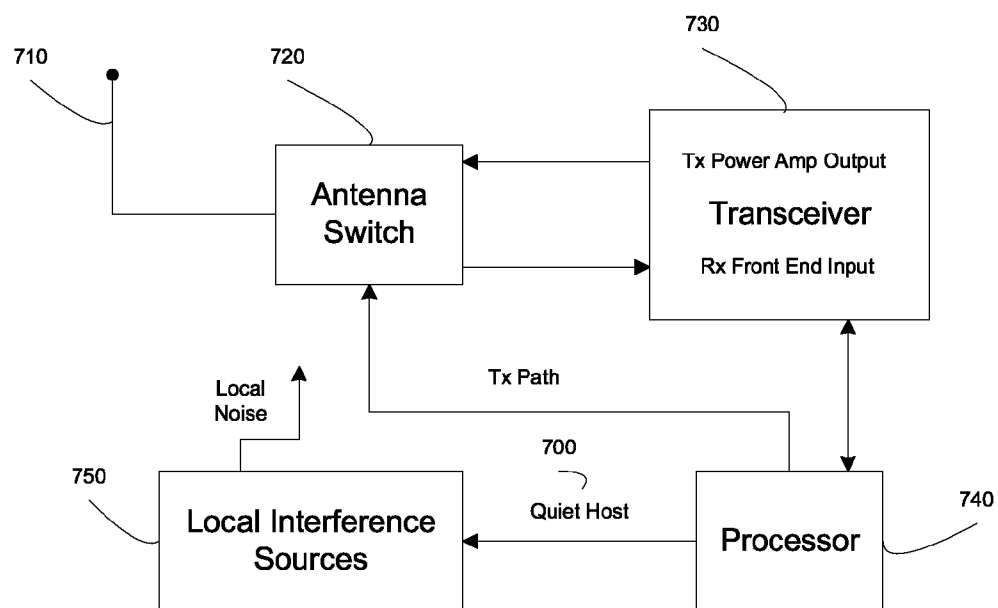 710
720
730
Antenna
Switch
Tx Power Amp Output
Transceiver
Rx Front End Input
Tx Path
Local
Noise
700
750
740
Quiet Host
Local Interference
Sources
Processor